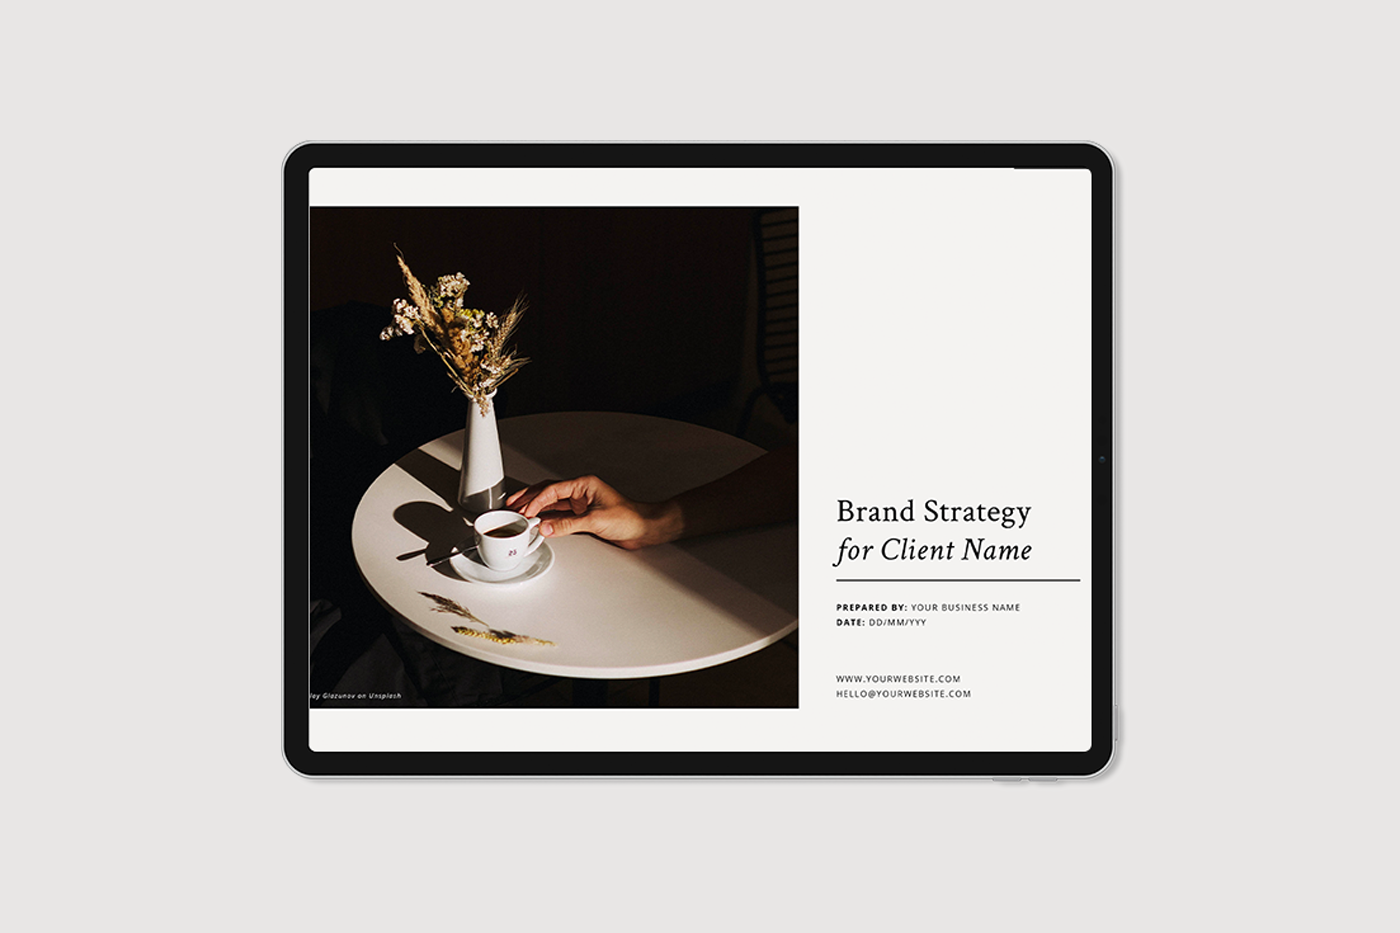 Brand Strategy
for Client Name
PREPARED BY: YOUR BUSINESS NAME
DATE: DD/MM/YYY
WWW.YOURWEBSITE.COM
HELLO@YOURWEBSITE.COM
Glazunov on Unsplash